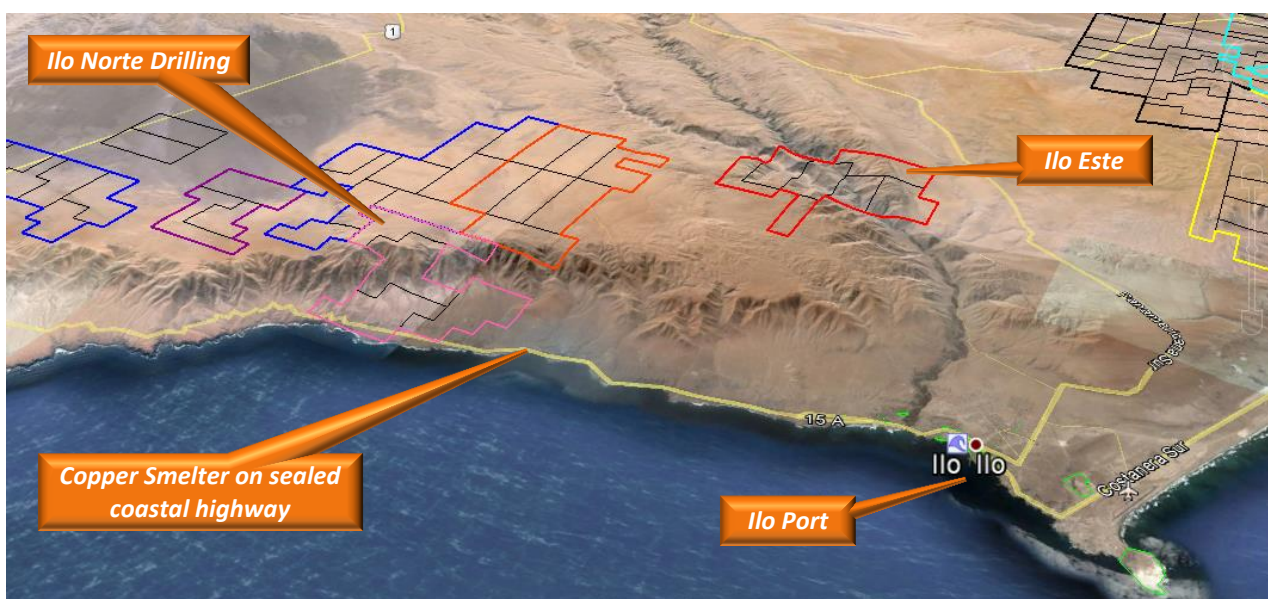 1
Ilo Norte Drilling
Ilo Este
Copper Smelter on sealed
coastal highway
15 A
Ilo Ilo
Costanera Sur
Ilo Port